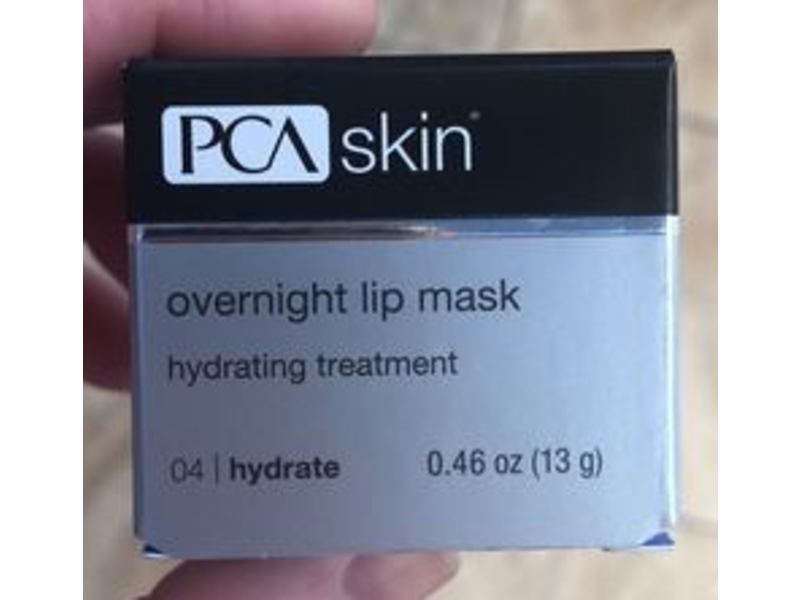 PCA skin®
overnight lip mask
hydrating treatment
04 | hydrate 0.46 oz (13 g)